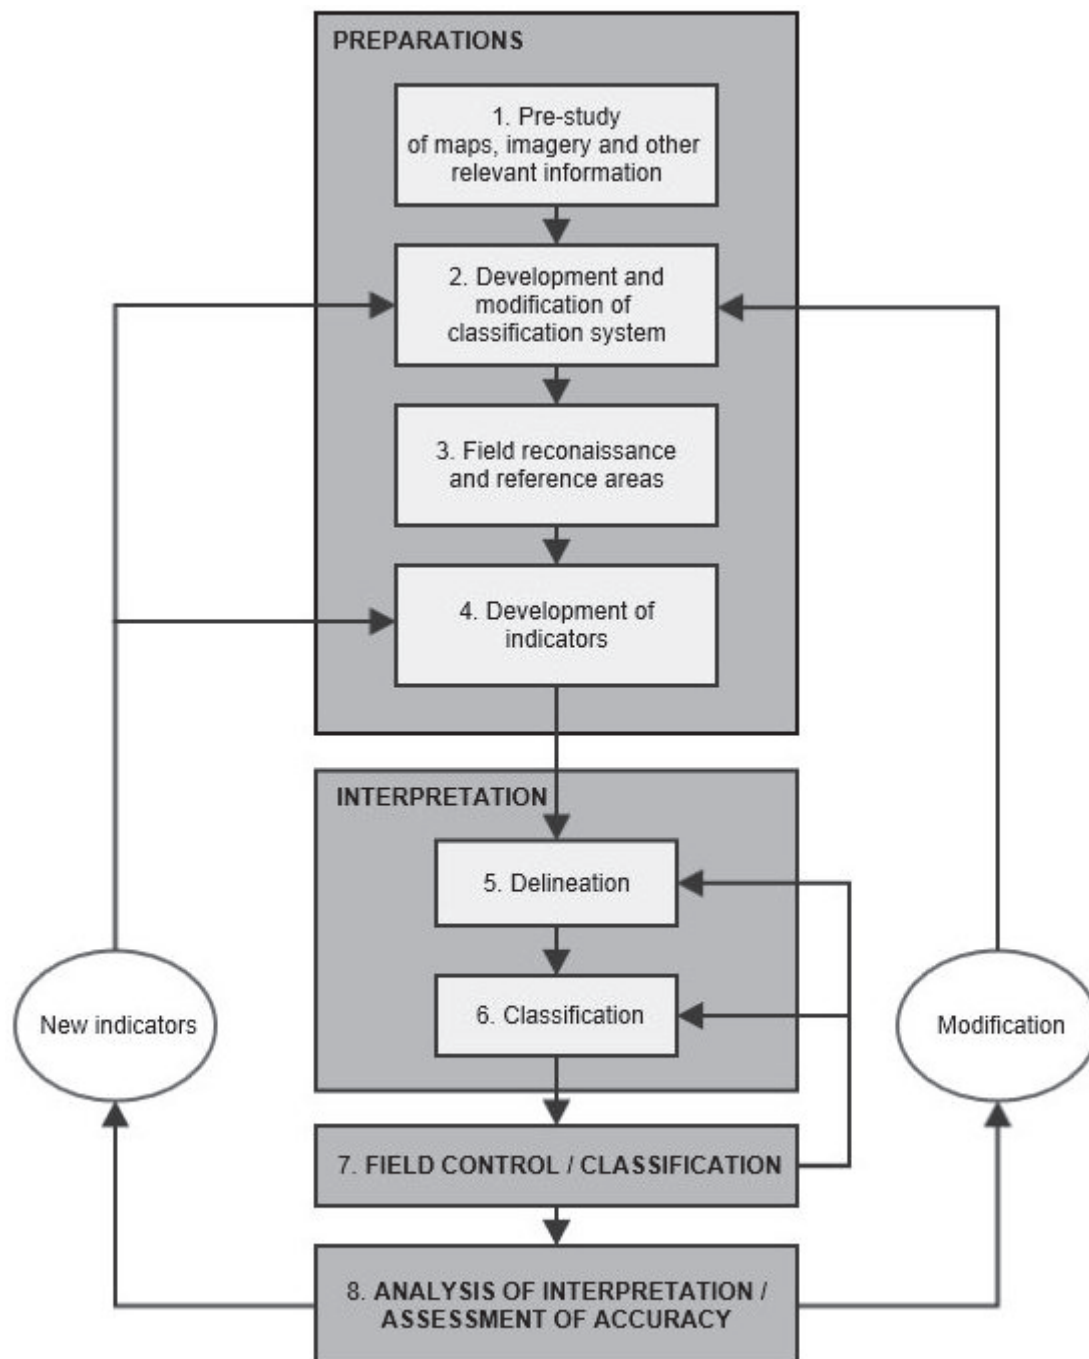 PREPARATIONS
1. Pre-study
of maps, imagery and other
relevant information
2. Development and
modification of
classification system
3. Field reconaissance
and reference areas
4. Development of
indicators
INTERPRETATION
5. Delineation
6. Classification
New indicators
Modification
7. FIELD CONTROL / CLASSIFICATION
8. ANALYSIS OF INTERPRETATION /
ASSESSMENT OF ACCURACY